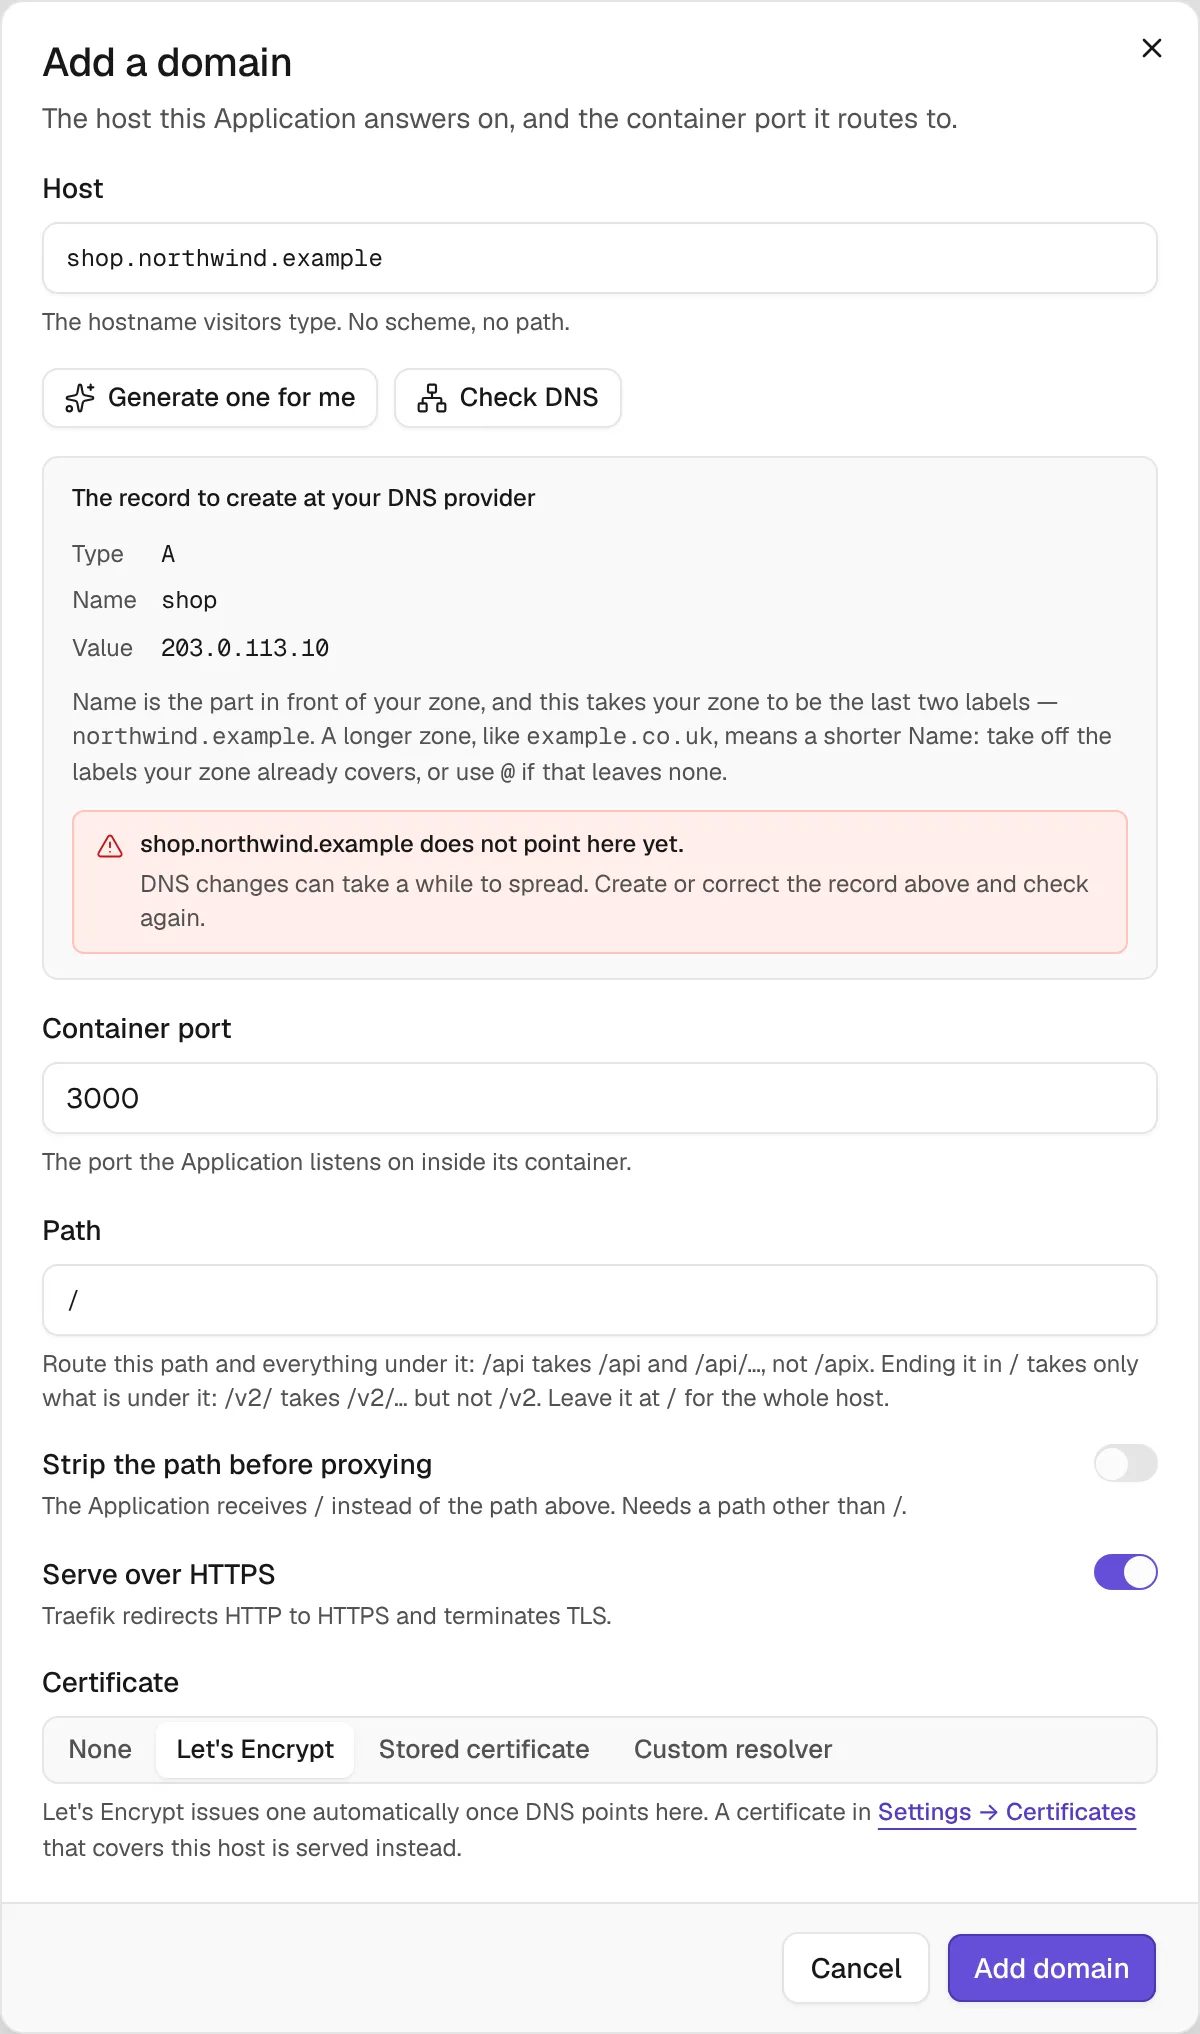 Add a domain
The host this Application answers on, and the container port it routes to.
Host
shop.northwind.example
The hostname visitors type. No scheme, no path.
Generate one for me
Check DNS
The record to create at your DNS provider
Type A
Name shop
Value 203.0.113.10
Name is the part in front of your zone, and this takes your zone to be the last two labels —
northwind.example. A longer zone, like example.co.uk, means a shorter Name: take off the
labels your zone already covers, or use @ if that leaves none.
shop.northwind.example does not point here yet.
DNS changes can take a while to spread. Create or correct the record above and check
again.
Container port
3000
The port the Application listens on inside its container.
Path
/
Route this path and everything under it: /api takes /api and /api/…, not /apix. Ending it in / takes only
what is under it: /v2/ takes /v2/… but not /v2. Leave it at / for the whole host.
Strip the path before proxying
The Application receives / instead of the path above. Needs a path other than /.
Serve over HTTPS
Traefik redirects HTTP to HTTPS and terminates TLS.
Certificate
None
Let's Encrypt
Stored certificate
Custom resolver
Let's Encrypt issues one automatically once DNS points here. A certificate in Settings → Certificates
that covers this host is served instead.
Cancel
Add domain